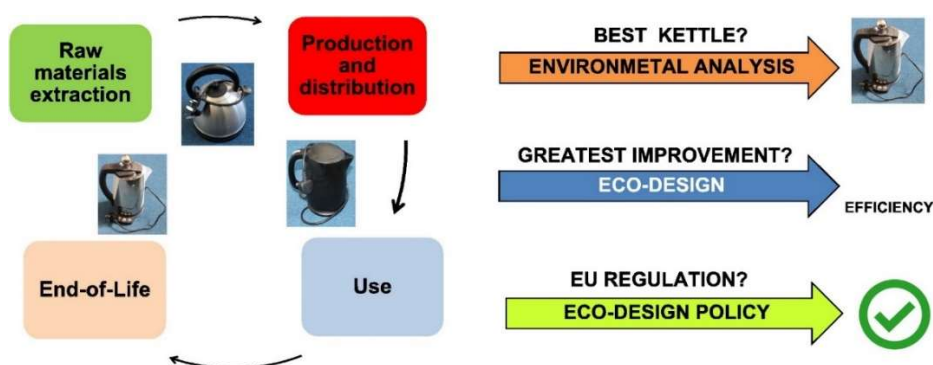 Raw
materials
extraction
Production
and
distribution
End-of-Life
Use
BEST KETTLE?
ENVIRONMETAL ANALYSIS
GREATEST IMPROVEMENT?
ECO-DESIGN
EFFICIENCY
EU REGULATION?
ECO-DESIGN POLICY